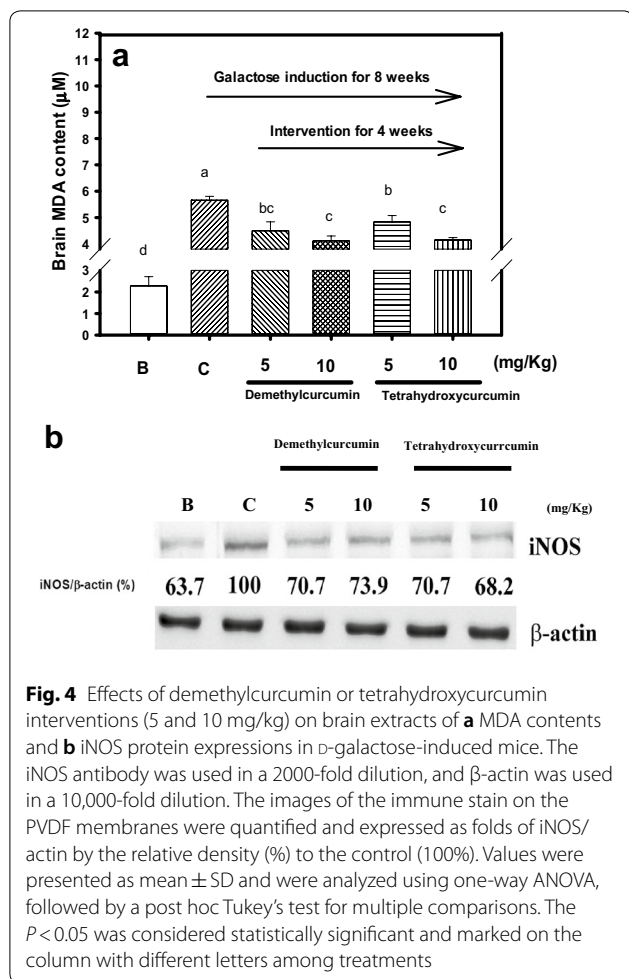 a
12
11
10
9
8
7
6
5
4
3
2
1
0
Brain MDA content (μM)
Galactose induction for 8 weeks
Intervention for 4 weeks
d
a
bc
c
b
c
B C 5 10 5 10 (mg/Kg)
Demethylcurcumin Tetrahydroxycurcumin
b
Demethylcurcumin Tetrahydroxycurrcumin
B C 5 10 5 10 (mg/Kg)
iNOS
iNOS/β-actin (%) 63.7 100 70.7 73.9 70.7 68.2
β-actin
Fig. 4 Effects of demethylcurcumin or tetrahydroxycurcumin
interventions (5 and 10 mg/kg) on brain extracts of a MDA contents
and b iNOS protein expressions in D-galactose-induced mice. The
iNOS antibody was used in a 2000-fold dilution, and β-actin was used
in a 10,000-fold dilution. The images of the immune stain on the
PVDF membranes were quantified and expressed as folds of iNOS/
actin by the relative density (%) to the control (100%). Values were
presented as mean ± SD and were analyzed using one-way ANOVA,
followed by a post hoc Tukey's test for multiple comparisons. The
P < 0.05 was considered statistically significant and marked on the
column with different letters among treatments